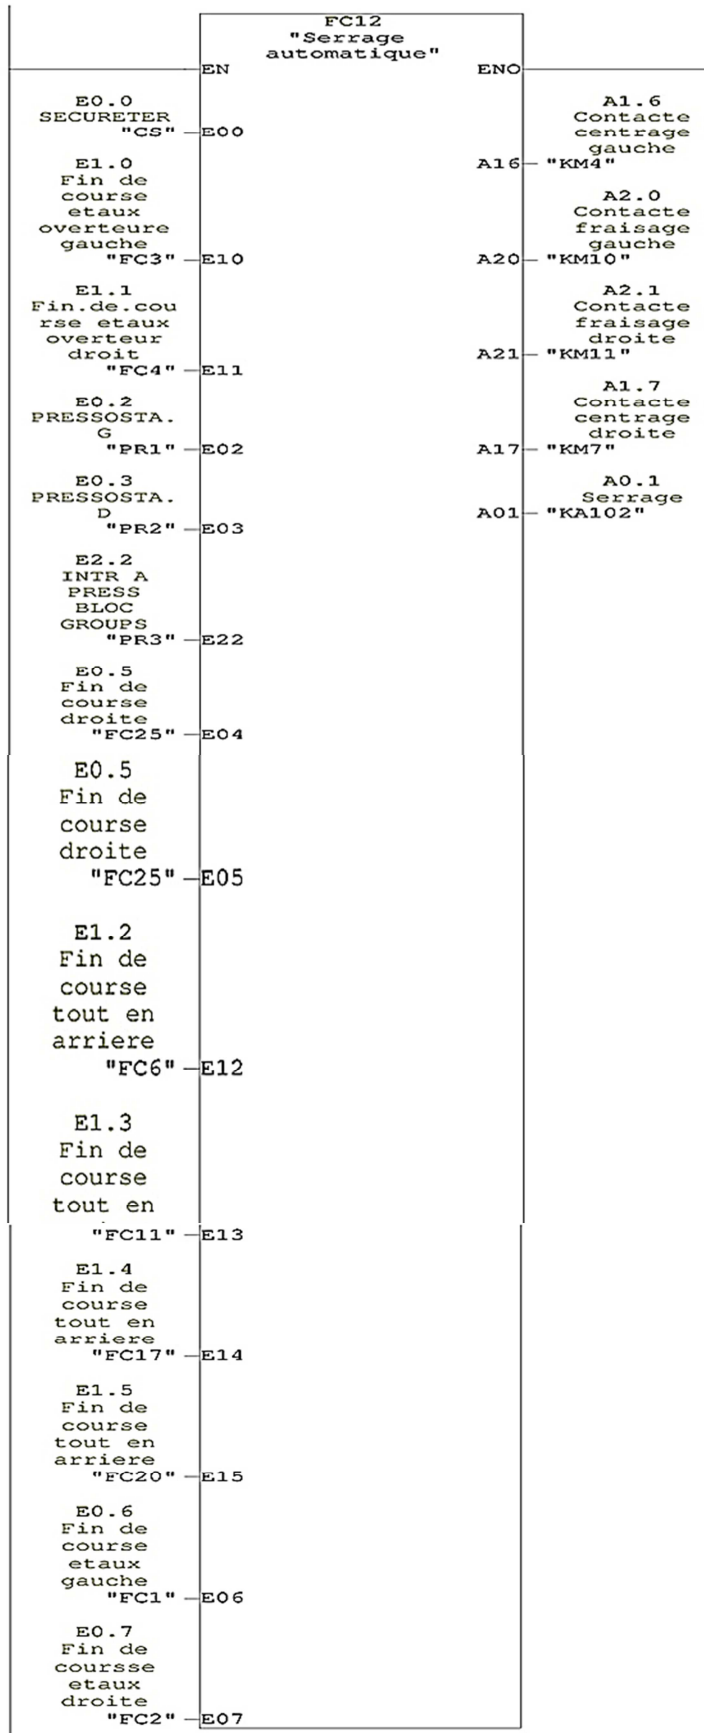 FC12
"Serrage
automatique"
EN
ENO
E0.0
SECURETER
"CS"
E00
E1.0
Fin de
course
etaux
overteure
gauche
"FC3"
E10
E1.1
Fin.de.cou
rse etaux
overteur
droit
"FC4"
E11
E0.2
PRESSOSTA.
G
"PR1"
E02
E0.3
PRESSOSTA.
D
"PR2"
E03
E2.2
INTR A
PRESS
BLOC
GROUPS
"PR3"
E22
E0.5
Fin de
course
droite
"FC25"
E04
E0.5
Fin de
course
droite
"FC25"
E05
E1.2
Fin de
course
tout en
arriere
"FC6"
E12
E1.3
Fin de
course
tout en
"FC11"
E13
E1.4
Fin de
course
tout en
arriere
"FC17"
E14
E1.5
Fin de
course
tout en
arriere
"FC20"
E15
E0.6
Fin de
course
etaux
gauche
"FC1"
E06
E0.7
Fin de
coursse
etaux
droite
"FC2"
E07
A1.6
Contacte
centrage
gauche
A16
"KM4"
A2.0
Contacte
fraisage
gauche
A20
"KM10"
A2.1
Contacte
fraisage
droite
A21
"KM11"
A1.7
Contacte
centrage
droite
A17
"KM7"
A0.1
Serrage
A01
"KA102"